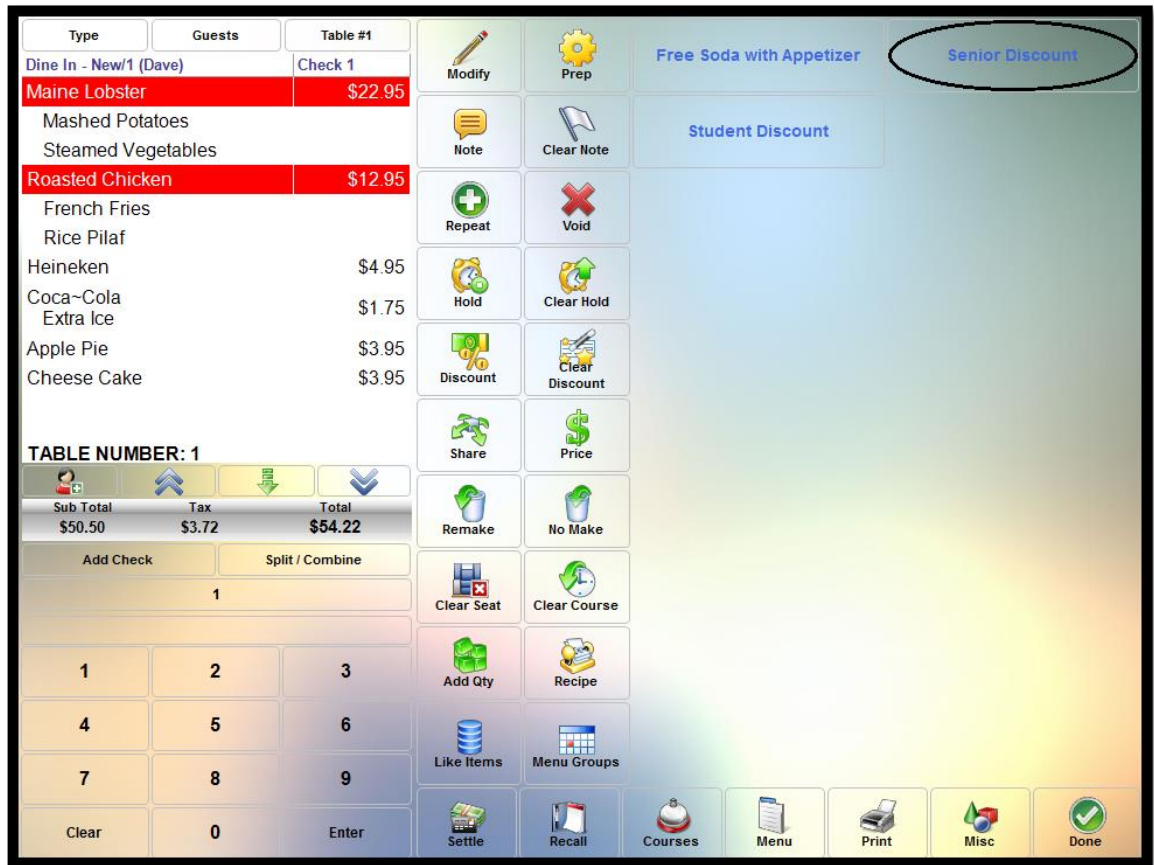 Type Guests Table #1
Dine In - New/1 (Dave) Check 1
Maine Lobster $22.95
Mashed Potatoes
Steamed Vegetables
Roasted Chicken $12.95
French Fries
Rice Pilaf
Heineken $4.95
Coca~Cola $1.75
Extra Ice
Apple Pie $3.95
Cheese Cake $3.95
TABLE NUMBER: 1
Sub Total Tax Total
$50.50 $3.72 $54.22
Add Check Split / Combine
1
1 2 3
4 5 6
7 8 9
Clear 0 Enter
Modify Prep
Note Clear Note
Repeat Void
Hold Clear Hold
Discount Clear
Discount
Share Price
Remake No Make
Clear Seat Clear Course
Add Qty Recipe
Like Items Menu Groups
Free Soda with Appetizer Senior Discount
Student Discount
Settle Recall Courses Menu Print Misc Done